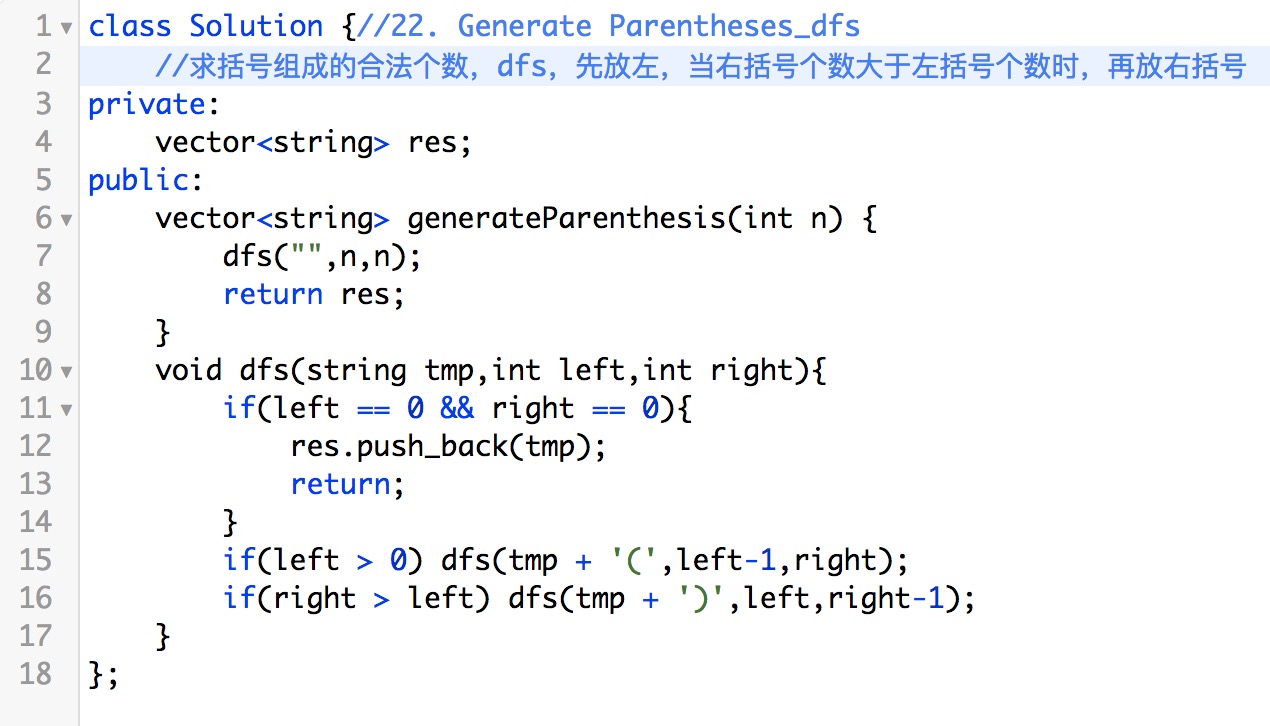 1 class Solution {//22. Generate Parentheses_dfs
2     //求括号组成的合法个数，dfs，先放左，当右括号个数大于左括号个数时，再放右括号
3 private:
4     vector<string> res;
5 public:
6     vector<string> generateParenthesis(int n) {
7         dfs("",n,n);
8         return res;
9     }
10     void dfs(string tmp,int left,int right){
11         if(left == 0 && right == 0){
12             res.push_back(tmp);
13             return;
14         }
15         if(left > 0) dfs(tmp + '(',left-1,right);
16         if(right > left) dfs(tmp + ')',left,right-1);
17     }
18 };